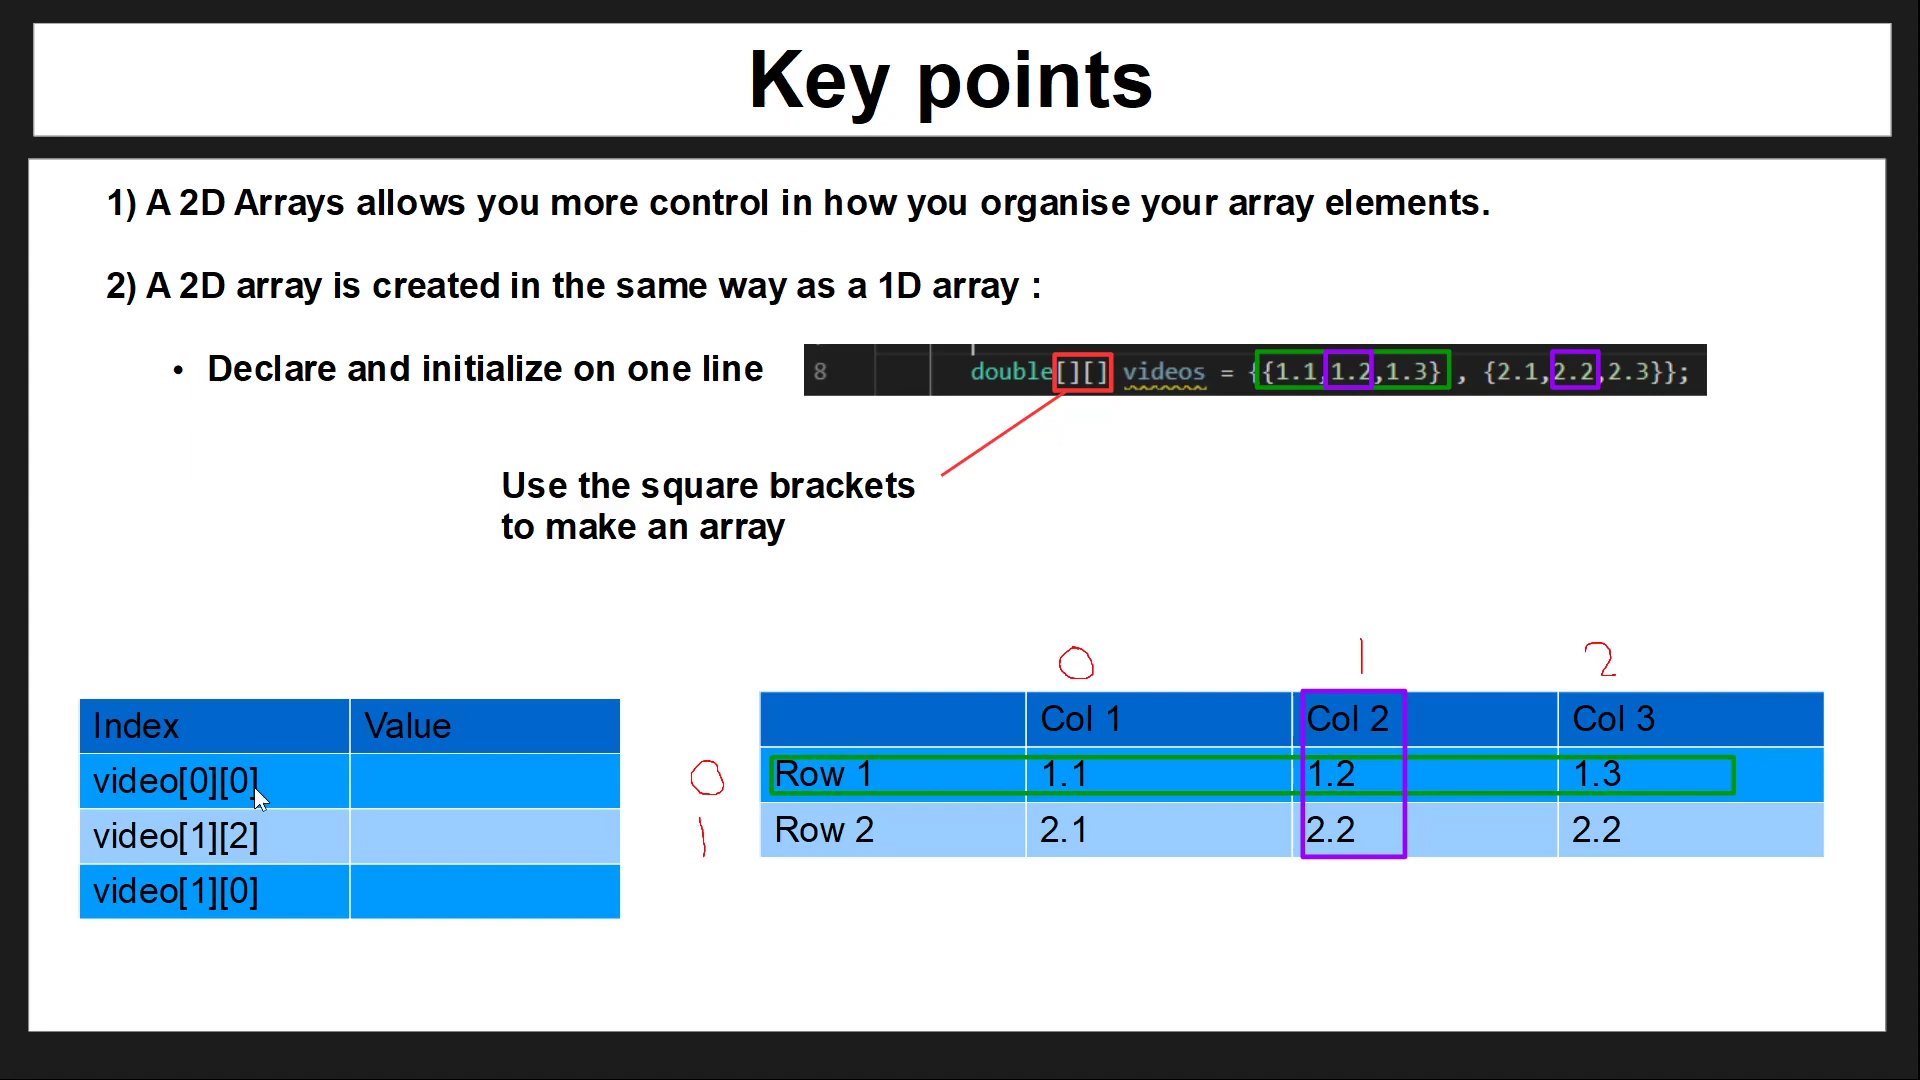 Key points
1) A 2D Arrays allows you more control in how you organise your array elements.
2) A 2D array is created in the same way as a 1D array :
• Declare and initialize on one line
8 double[][] videos = {{1.1,1.2,1.3} , {2.1,2.2,2.3}};
Use the square brackets
to make an array
0 1 2
Index Value
video[0][0]
video[1][2]
video[1][0]
0
1
Col 1 Col 2 Col 3
Row 1 1.1 1.2 1.3
Row 2 2.1 2.2 2.2